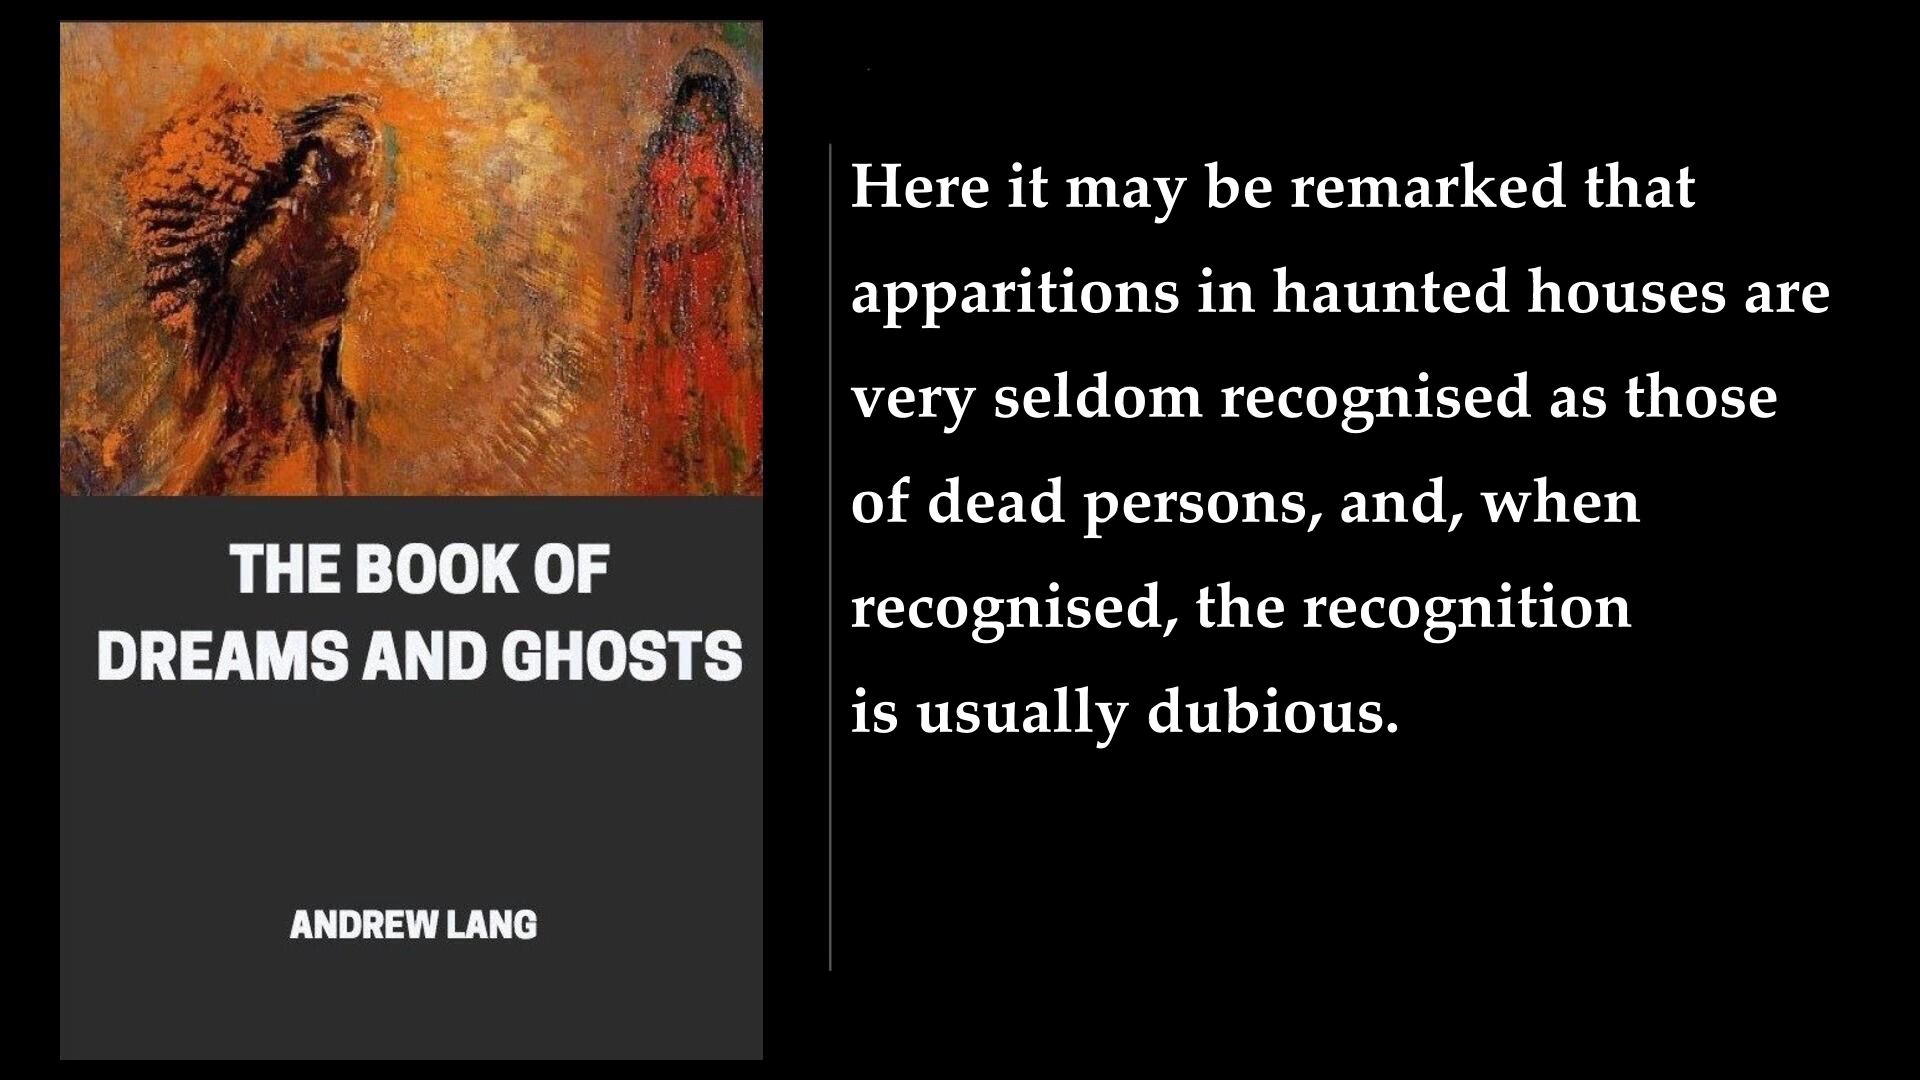 THE BOOK OF
DREAMS AND GHOSTS
ANDREW LANG
Here it may be remarked that
apparitions in haunted houses are
very seldom recognised as those
of dead persons, and, when
recognised, the recognition
is usually dubious.